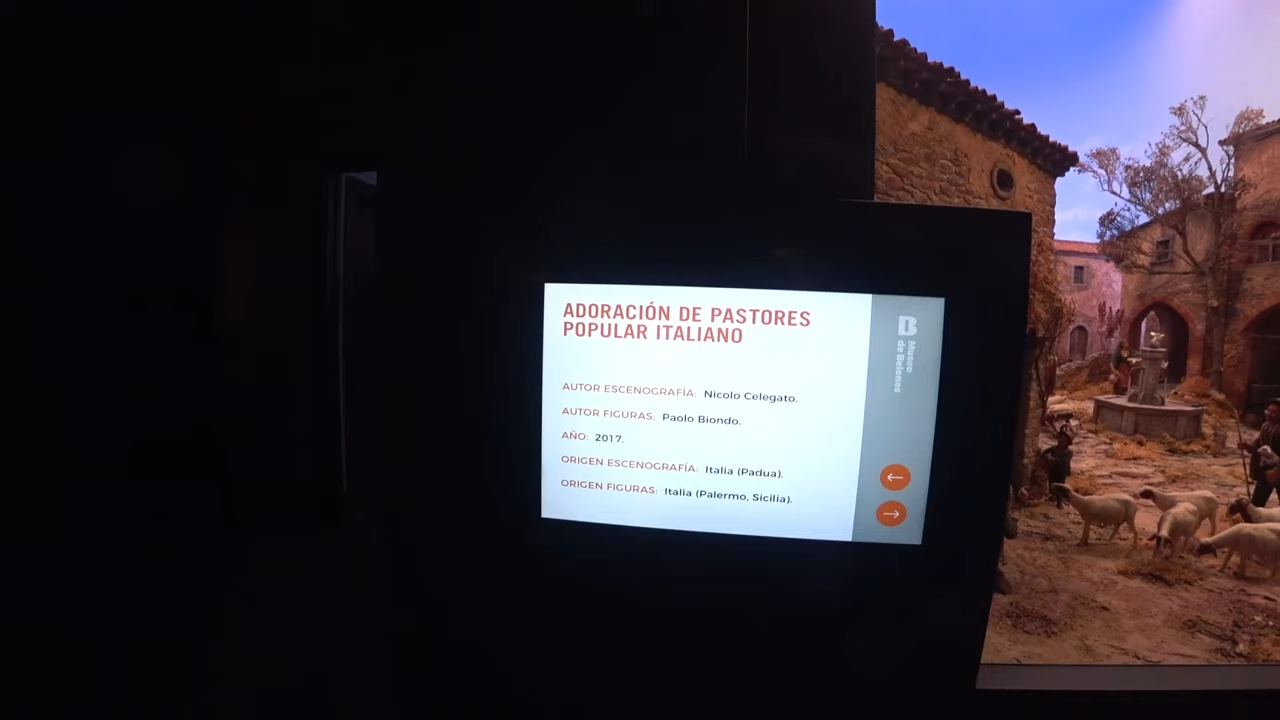 ADORACIÓN DE PASTORES
POPULAR ITALIANO
AUTOR ESCENOGRAFÍA: Nicolo Celegato.
AUTOR FIGURAS: Paolo Biondo.
AÑO: 2017.
ORIGEN ESCENOGRAFÍA: Italia (Padua).
ORIGEN FIGURAS: Italia (Palermo, Sicilia).
B
Museo
de Belenes